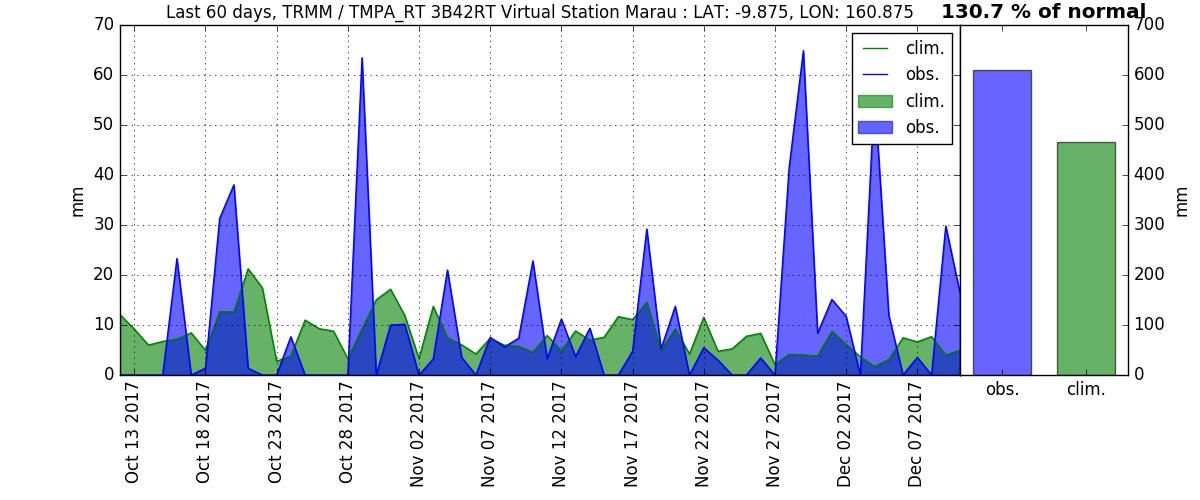 Last 60 days, TRMM / TMPA_RT 3B42RT Virtual Station Marau : LAT: -9.875, LON: 160.875
130.7 % of normal
70
60
50
40
30
20
10
0
mm
clim.
obs.
clim.
obs.
700
600
500
400
300
200
100
0
mm
obs.
clim.
Oct 13 2017
Oct 18 2017
Oct 23 2017
Oct 28 2017
Nov 02 2017
Nov 07 2017
Nov 12 2017
Nov 17 2017
Nov 22 2017
Nov 27 2017
Dec 02 2017
Dec 07 2017